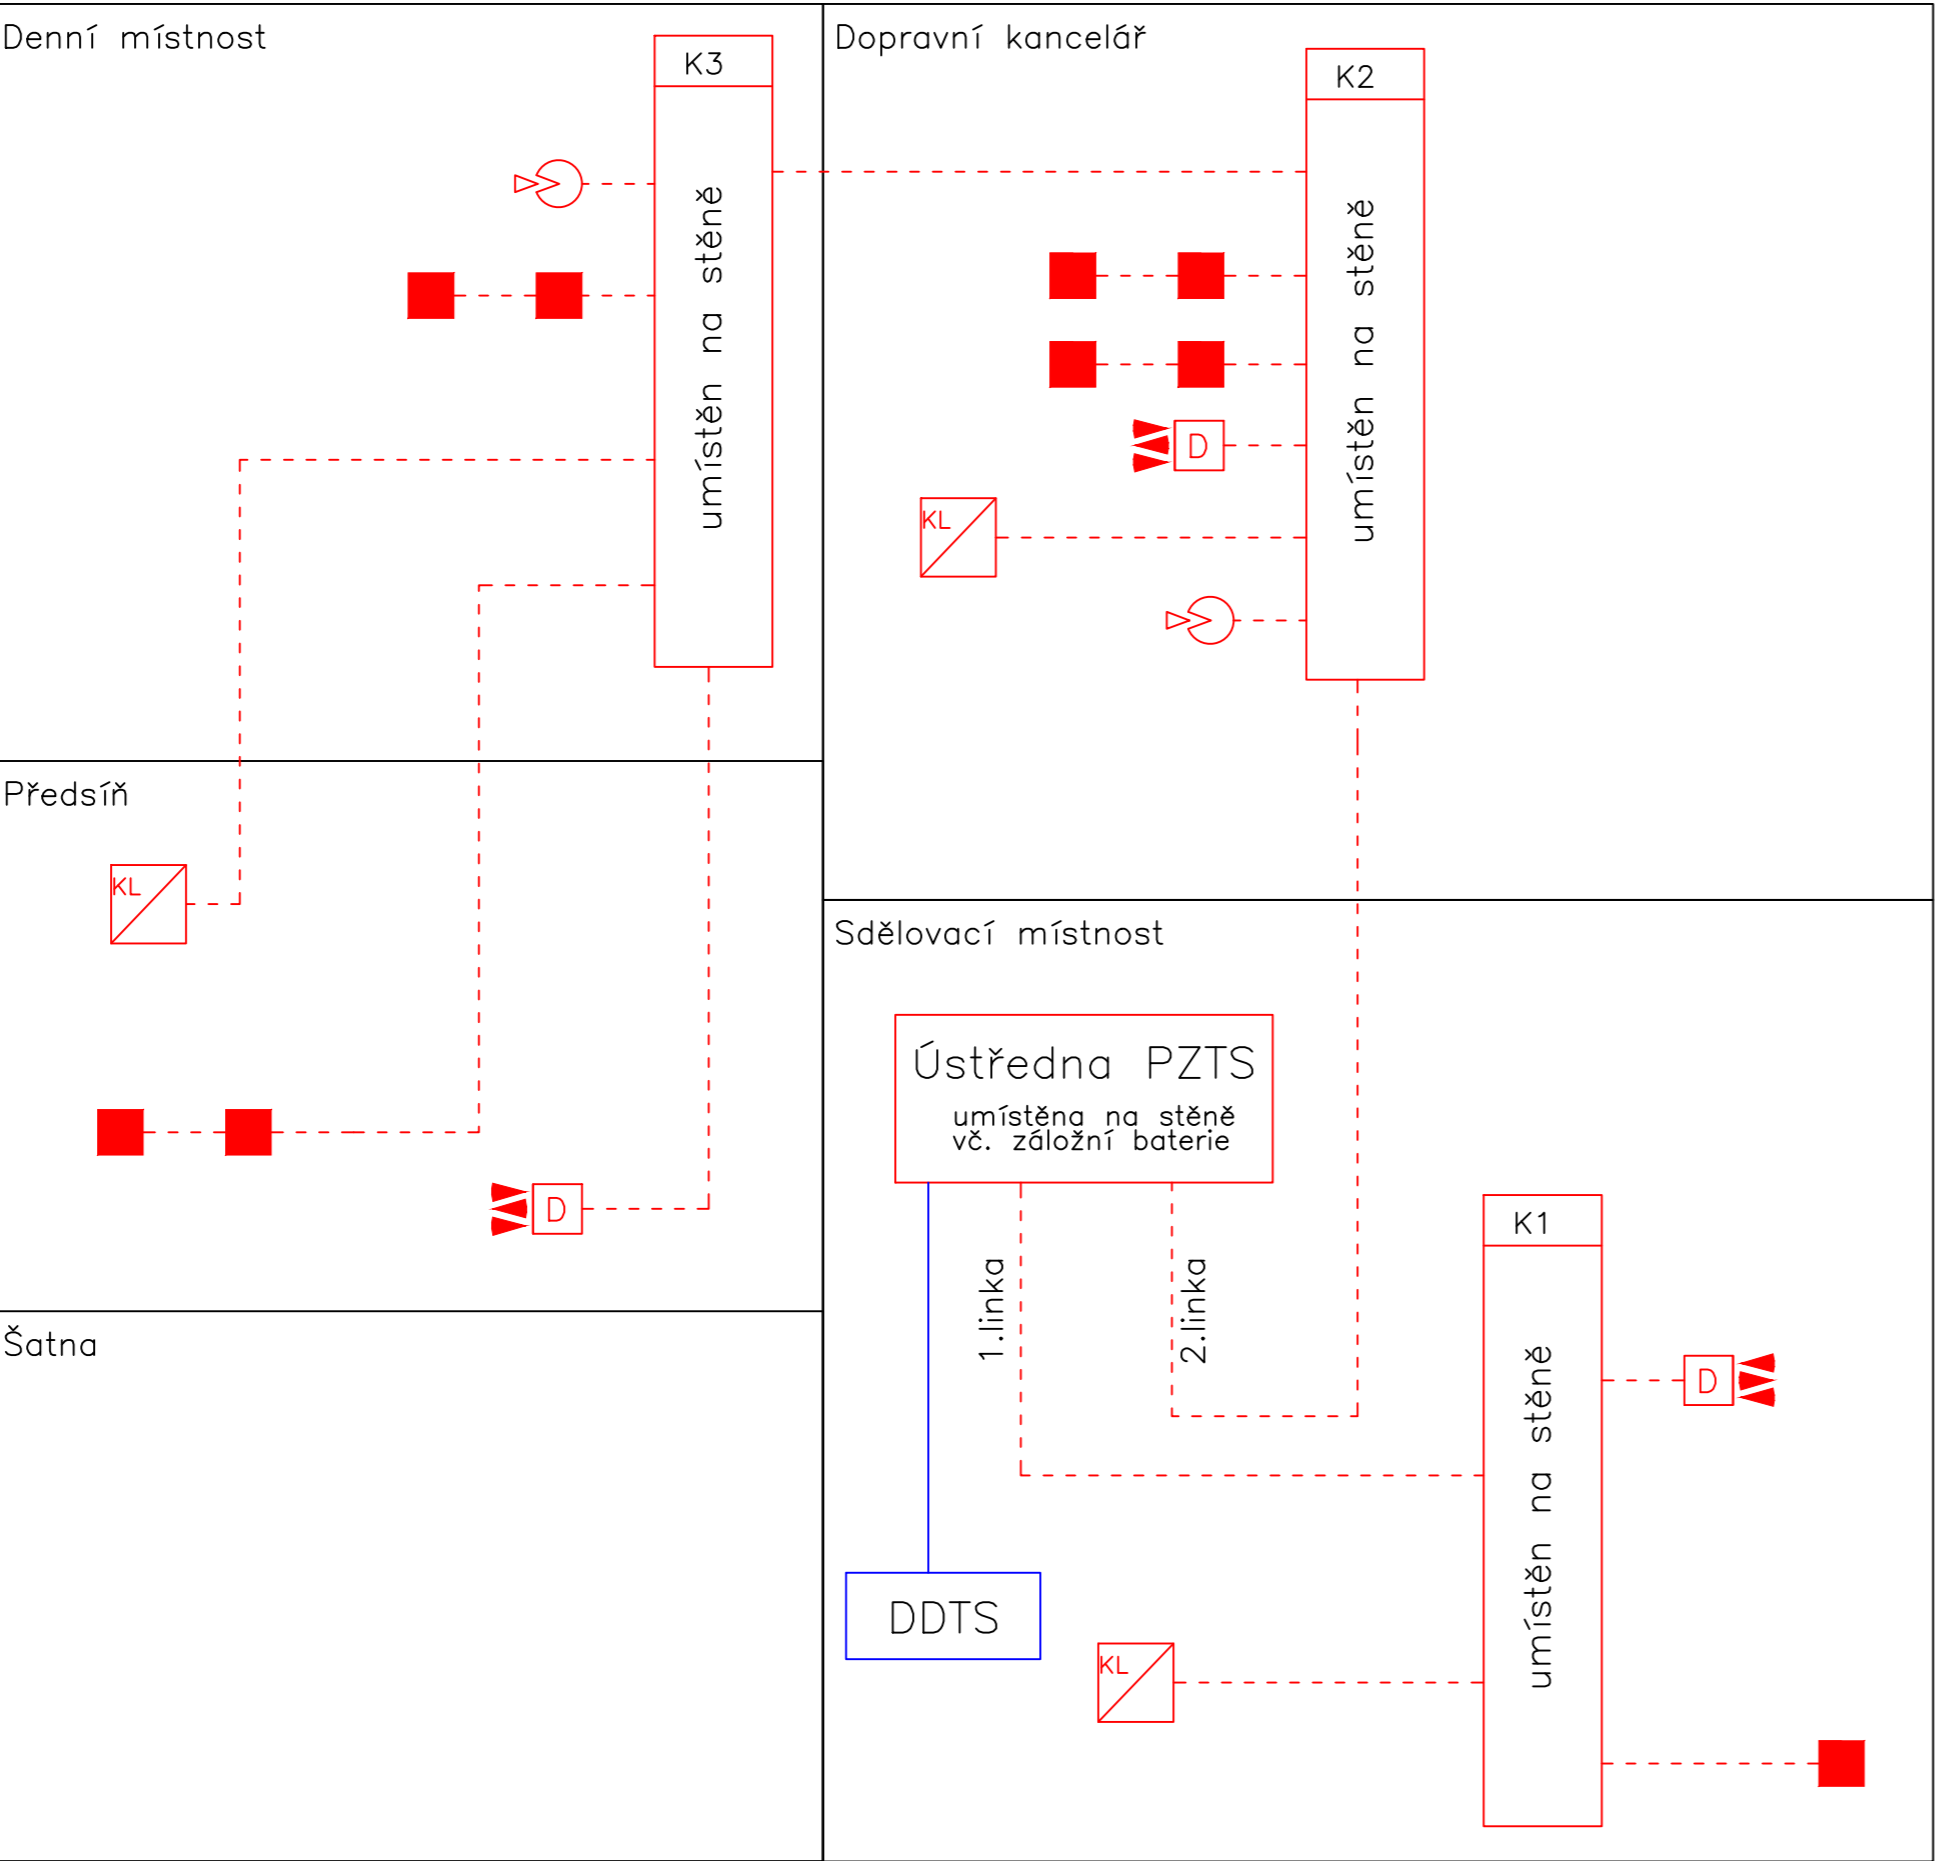 Denní místnost
K3
umístěn na stěně
Dopravní kancelář
K2
umístěn na stěně
D
KL
Předsíň
KL
D
Šatna
Sdělovací místnost
Ústředna PZTS
umístěna na stěně
vč. záložní baterie
1.linka
2.linka
K1
umístěn na stěně
D
DDTS
KL